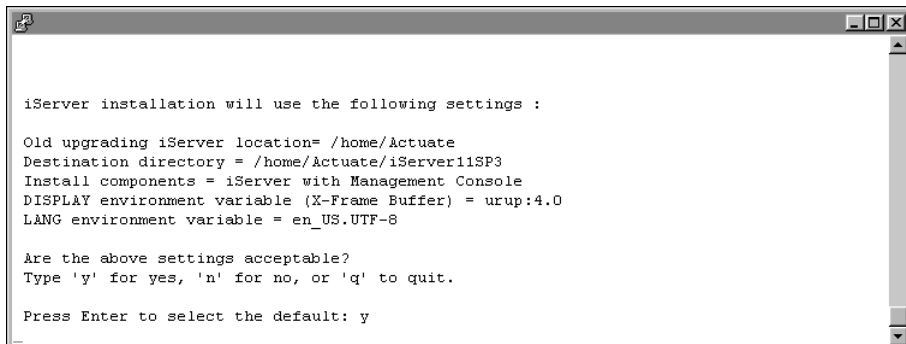 iServer installation will use the following settings :
Old upgrading iServer location= /home/Actuate
Destination directory = /home/Actuate/iServer11SP3
Install components = iServer with Management Console
DISPLAY environment variable (X-Frame Buffer) = urup:4.0
LANG environment variable = en_US.UTF-8
Are the above settings acceptable?
Type 'y' for yes, 'n' for no, or 'q' to quit.
Press Enter to select the default: y